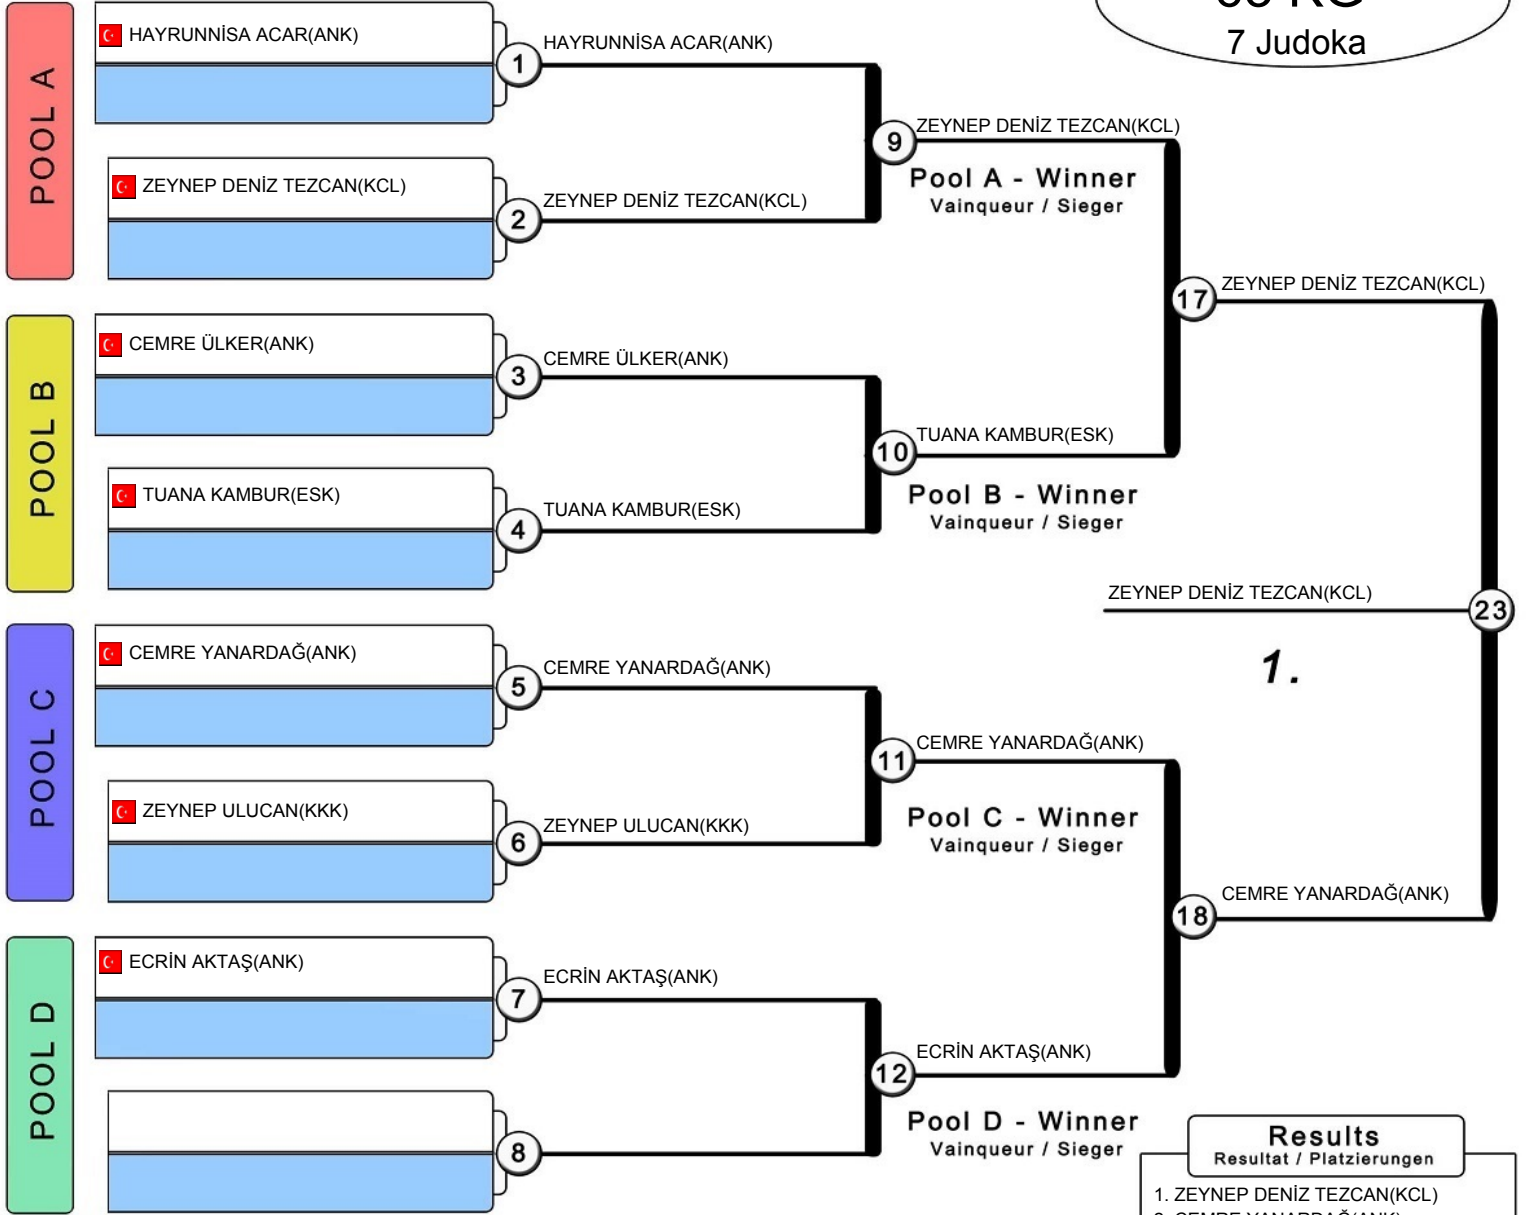 KG
7 Judoka
POOL A
HAYRUNNİSA ACAR(ANK)
1
HAYRUNNİSA ACAR(ANK)
ZEYNEP DENİZ TEZCAN(KCL)
2
ZEYNEP DENİZ TEZCAN(KCL)
9
ZEYNEP DENİZ TEZCAN(KCL)
Pool A - Winner
Vainqueur / Sieger
POOL B
CEMRE ÜLKER(ANK)
3
CEMRE ÜLKER(ANK)
TUANA KAMBUR(ESK)
4
TUANA KAMBUR(ESK)
10
TUANA KAMBUR(ESK)
Pool B - Winner
Vainqueur / Sieger
17
ZEYNEP DENİZ TEZCAN(KCL)
ZEYNEP DENİZ TEZCAN(KCL)
23
1.
POOL C
CEMRE YANARDAĞ(ANK)
5
CEMRE YANARDAĞ(ANK)
ZEYNEP ULUCAN(KKK)
6
ZEYNEP ULUCAN(KKK)
11
CEMRE YANARDAĞ(ANK)
Pool C - Winner
Vainqueur / Sieger
18
CEMRE YANARDAĞ(ANK)
POOL D
ECRİN AKTAŞ(ANK)
7
ECRİN AKTAŞ(ANK)
8
12
ECRİN AKTAŞ(ANK)
Pool D - Winner
Vainqueur / Sieger
Results
Resultat / Platzierungen
1. ZEYNEP DENİZ TEZCAN(KCL)
2. CEMRE YANARDAĞ(ANK)